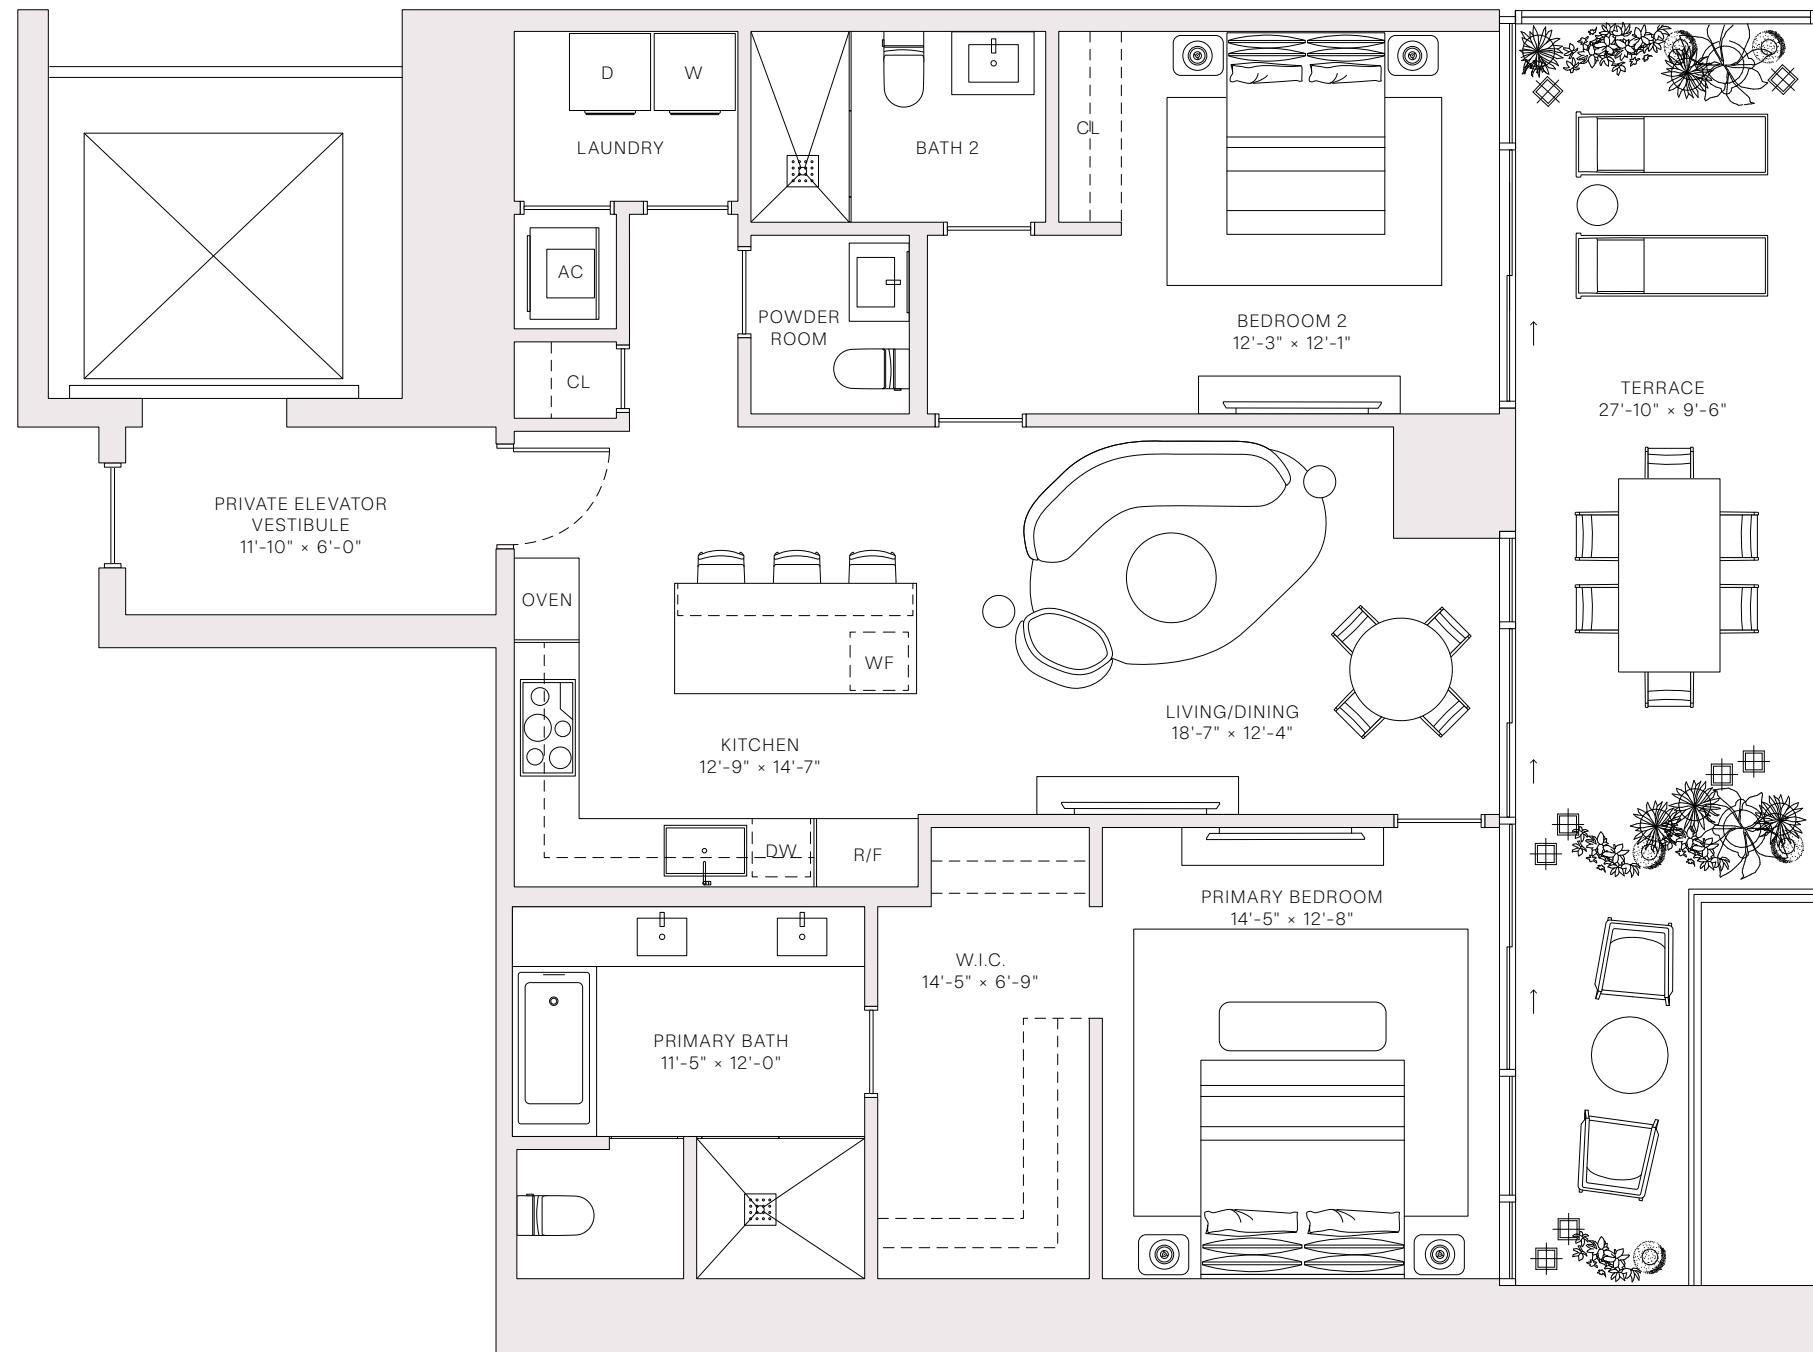 D
W
LAUNDRY
BATH 2
CL
AC
POWDER
ROOM
BEDROOM 2
12'-3" × 12'-1"
CL
TERRACE
27'-10" × 9'-6"
PRIVATE ELEVATOR
VESTIBULE
11'-10" × 6'-0"
OVEN
WF
LIVING/DINING
18'-7" × 12'-4"
KITCHEN
12'-9" × 14'-7"
DW
R/F
PRIMARY BEDROOM
14'-5" × 12'-8"
W.I.C.
14'-5" × 6'-9"
PRIMARY BATH
11'-5" × 12'-0"